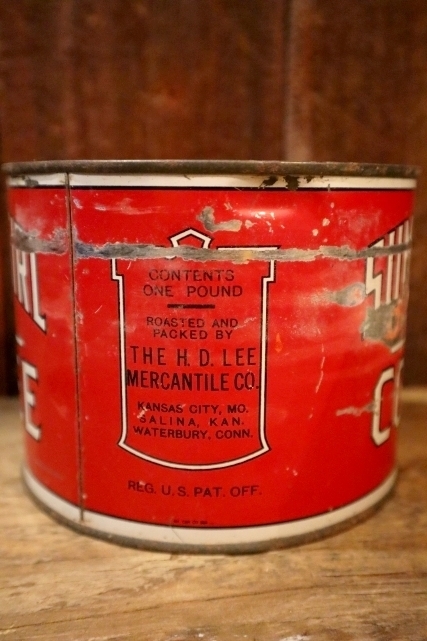 CONTENTS
ONE POUND
ROASTED AND
PACKED BY
THE H. D. LEE
MERCANTILE CO.
KANSAS CITY, MO.
SALINA, KAN.
WATERBURY, CONN.
REG. U.S. PAT. OFF.